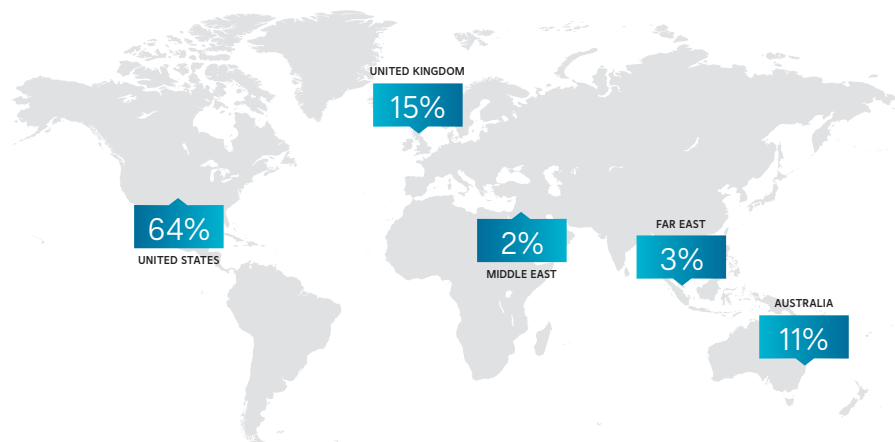 UNITED KINGDOM
15%
64%
UNITED STATES
2%
MIDDLE EAST
FAR EAST
3%
AUSTRALIA
11%